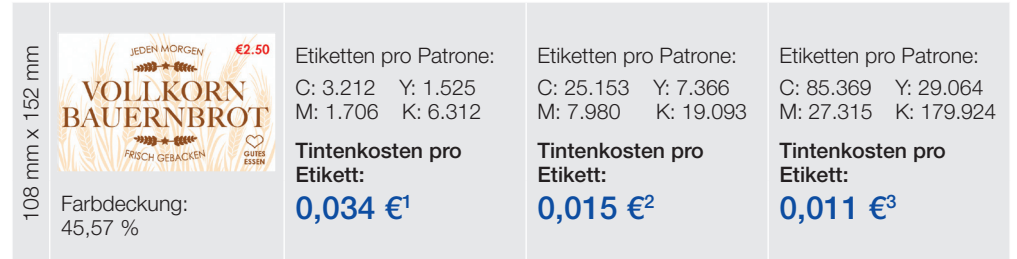 108 mm x 152 mm
JEDEN MORGEN
€2.50
VOLLKORN
BAUERNBROT
FRISCH GEBACKEN
GUTES
ESSEN
Farbdeckung:
45,57 %
Etiketten pro Patrone:
C: 3.212 Y: 1.525
M: 1.706 K: 6.312
Tintenkosten pro
Etikett:
0,034 €1
Etiketten pro Patrone:
C: 25.153 Y: 7.366
M: 7.980 K: 19.093
Tintenkosten pro
Etikett:
0,015 €2
Etiketten pro Patrone:
C: 85.369 Y: 29.064
M: 27.315 K: 179.924
Tintenkosten pro
Etikett:
0,011 €3